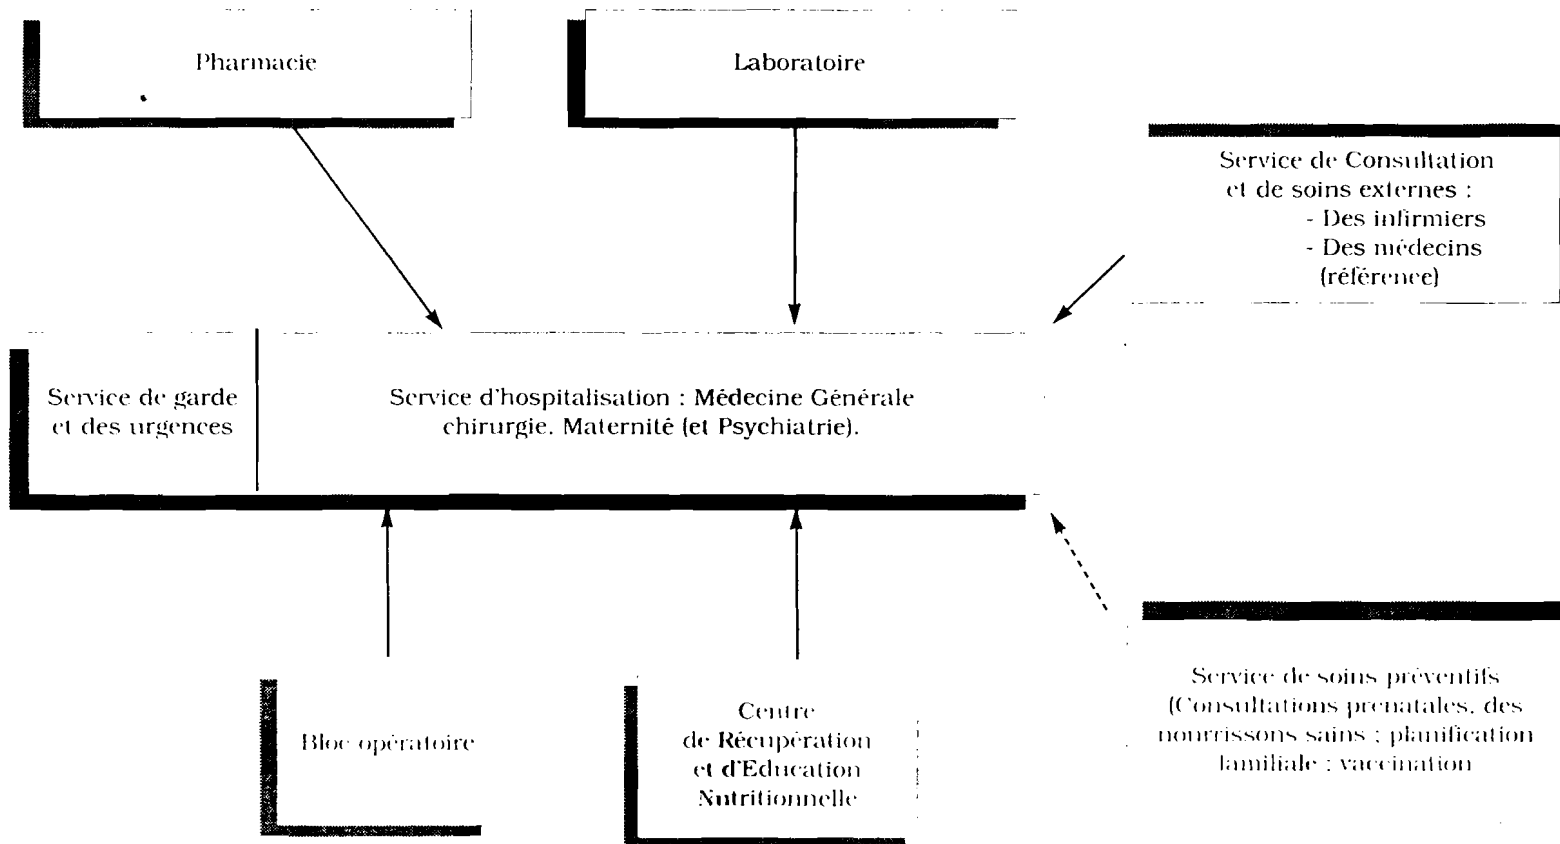 Pharmacie
Laboratoire
Service de Consultation
et de soins externes :
- Des infirmiers
- Des médecins
(référence)
Service de garde
et des urgences
Service d'hospitalisation : Médecine Générale
chirurgie. Maternité (et Psychiatrie).
Bloc opératoire
Centre
de Récupération
et d'Education
Nutritionnelle
Service de soins préventifs
(Consultations prénatales, des
nourrissons sains ; planification
familiale ; vaccination